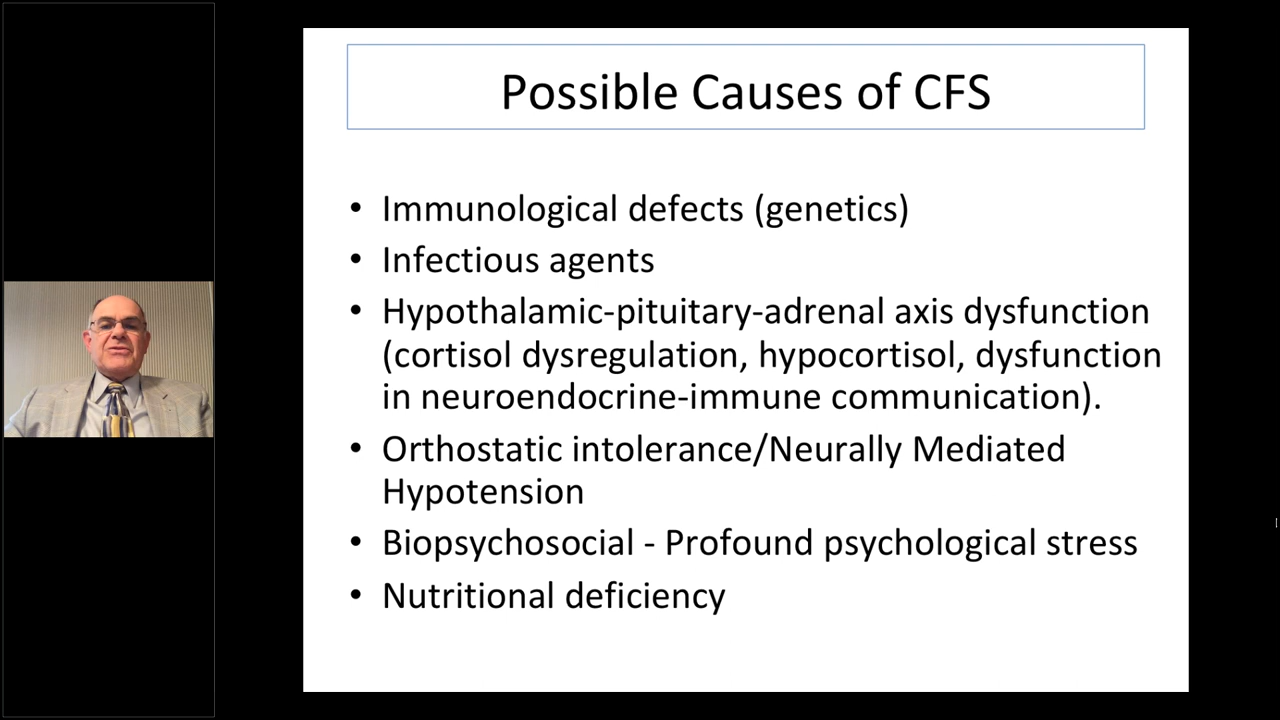 Possible Causes of CFS
• Immunological defects (genetics)
• Infectious agents
• Hypothalamic-pituitary-adrenal axis dysfunction
(cortisol dysregulation, hypocortisol, dysfunction
in neuroendocrine-immune communication).
• Orthostatic intolerance/Neurally Mediated
Hypotension
• Biopsychosocial - Profound psychological stress
• Nutritional deficiency